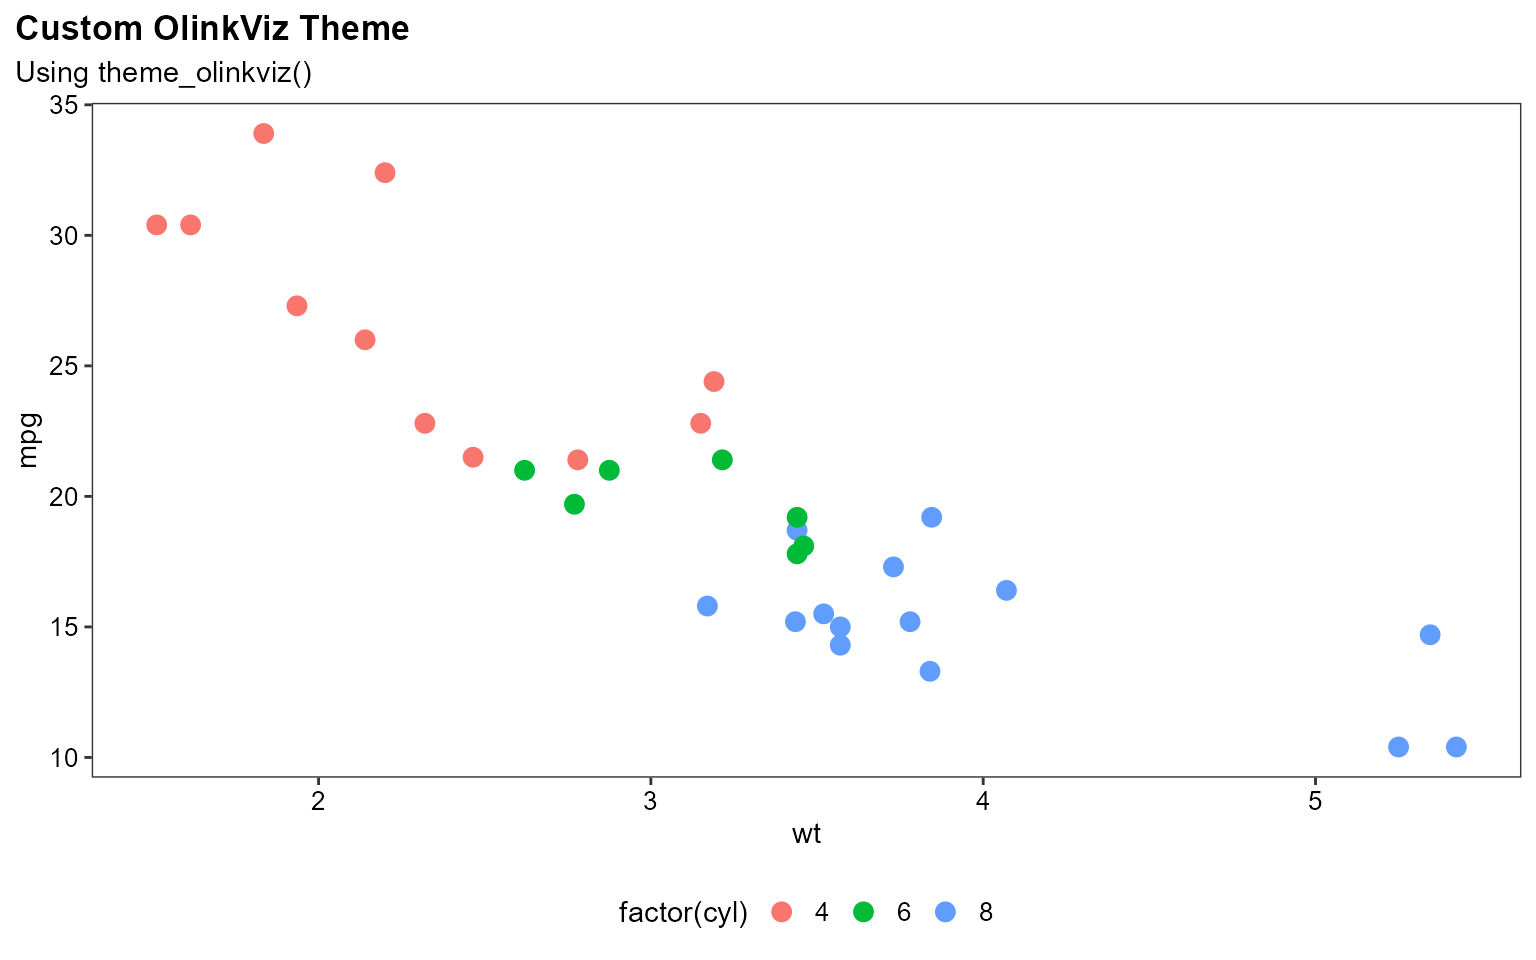 Custom OlinkViz Theme
Using theme_olinkviz()
35
30
25
20
15
10
mpg
2 3 4 5
wt
factor(cyl) 4 6 8